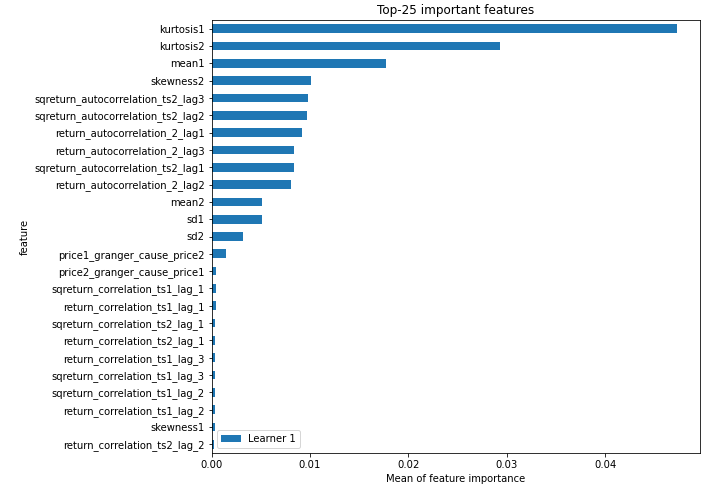 Top-25 important features
kurtosis1
kurtosis2
mean1
skewness2
sqreturn_autocorrelation_ts2_lag3
sqreturn_autocorrelation_ts2_lag2
return_autocorrelation_2_lag1
return_autocorrelation_2_lag3
sqreturn_autocorrelation_ts2_lag1
return_autocorrelation_2_lag2
mean2
sd1
sd2
price1_granger_cause_price2
price2_granger_cause_price1
sqreturn_correlation_ts1_lag_1
return_correlation_ts1_lag_1
sqreturn_correlation_ts2_lag_1
return_correlation_ts2_lag_1
return_correlation_ts1_lag_3
sqreturn_correlation_ts1_lag_3
sqreturn_correlation_ts1_lag_2
return_correlation_ts1_lag_2
skewness1
return_correlation_ts2_lag_2
feature
Learner 1
0.00 0.01 0.02 0.03 0.04
Mean of feature importance